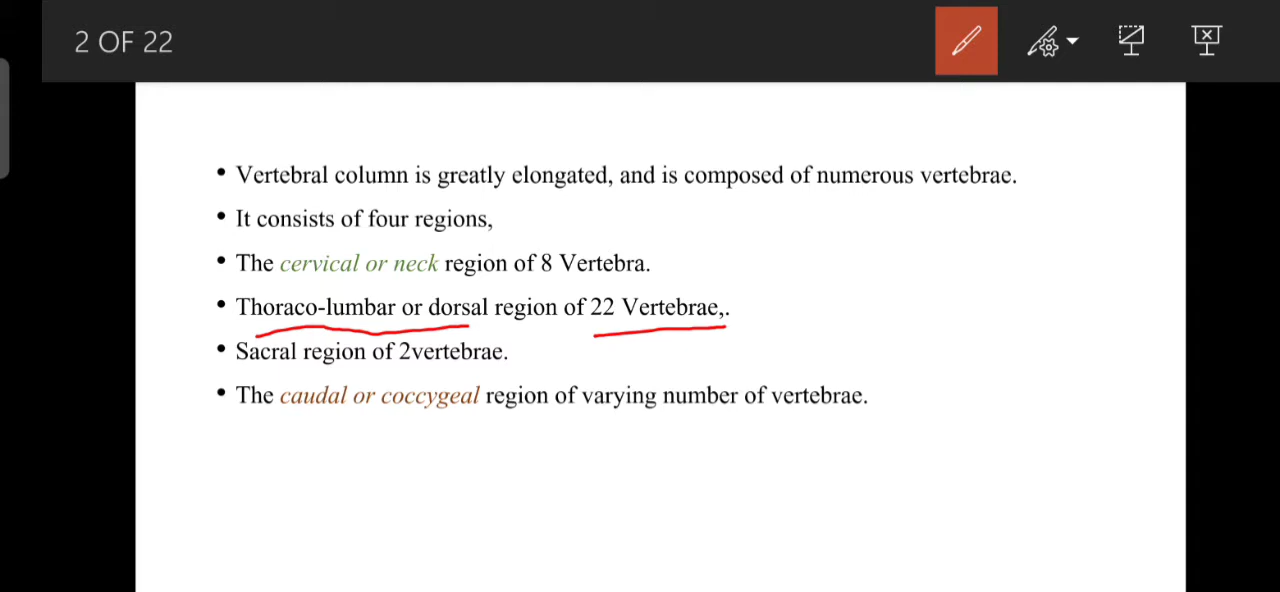 2 OF 22
• Vertebral column is greatly elongated, and is composed of numerous vertebrae.
• It consists of four regions,
• The cervical or neck region of 8 Vertebra.
• Thoraco-lumbar or dorsal region of 22 Vertebrae,.
• Sacral region of 2vertebrae.
• The caudal or coccygeal region of varying number of vertebrae.